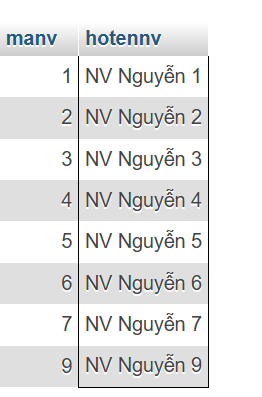 manv hotennv
1 NV Nguyễn 1
2 NV Nguyễn 2
3 NV Nguyễn 3
4 NV Nguyễn 4
5 NV Nguyễn 5
6 NV Nguyễn 6
7 NV Nguyễn 7
9 NV Nguyễn 9